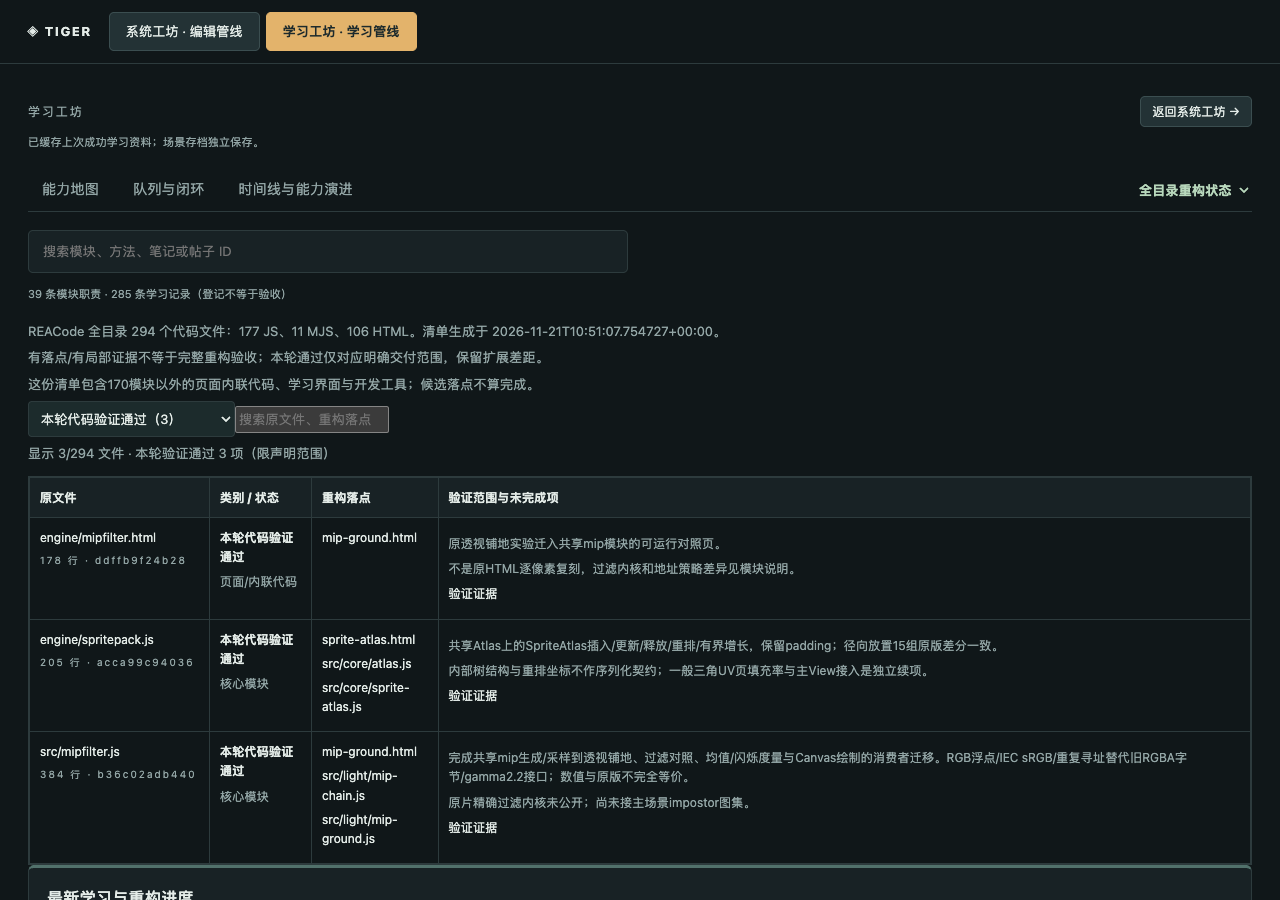 ◈ TIGER
系统工坊 · 编辑管线
学习工坊 · 学习管线
学习工坊
返回系统工坊 →
已缓存上次成功学习资料；场景存档独立保存。
能力地图
队列与闭环
时间线与能力演进
全目录重构状态
搜索模块、方法、笔记或帖子 ID
39 条模块职责 · 285 条学习记录（登记不等于验收）
REACode 全目录 294 个代码文件：177 JS、11 MJS、106 HTML。清单生成于 2026-11-21T10:51:07.754727+00:00。
有落点/有局部证据不等于完整重构验收；本轮通过仅对应明确交付范围，保留扩展差距。
这份清单包含170模块以外的页面内联代码、学习界面与开发工具；候选落点不算完成。
本轮代码验证通过（3）
搜索原文件、重构落点
显示 3/294 文件 · 本轮验证通过 3 项（限声明范围）
原文件
类别 / 状态
重构落点
验证范围与未完成项
engine/mipfilter.html
178 行 · ddffb9f24b28
本轮代码验证
通过
页面/内联代码
mip-ground.html
原透视铺地实验迁入共享mip模块的可运行对照页。
不是原HTML逐像素复刻，过滤内核和地址策略差异见模块说明。
验证证据
engine/spritepack.js
205 行 · acca99c94036
本轮代码验证
通过
核心模块
sprite-atlas.html
src/core/atlas.js
src/core/sprite-
atlas.js
共享Atlas上的SpriteAtlas插入/更新/释放/重排/有界增长，保留padding；径向放置15组原版差分一致。
内部树结构与重排坐标不作序列化契约；一般三角UV页填充率与主View接入是独立续项。
验证证据
src/mipfilter.js
384 行 · b36c02adb440
本轮代码验证
通过
核心模块
mip-ground.html
src/light/mip-
chain.js
src/light/mip-
ground.js
完成共享mip生成/采样到透视铺地、过滤对照、均值/闪烁度量与Canvas绘制的消费者迁移。RGB浮点/IEC sRGB/重复寻址替代旧RGBA字
节/gamma2.2接口；数值与原版不完全等价。
原片精确过滤内核未公开；尚未接主场景impostor图集。
验证证据
最新学习与重构进度